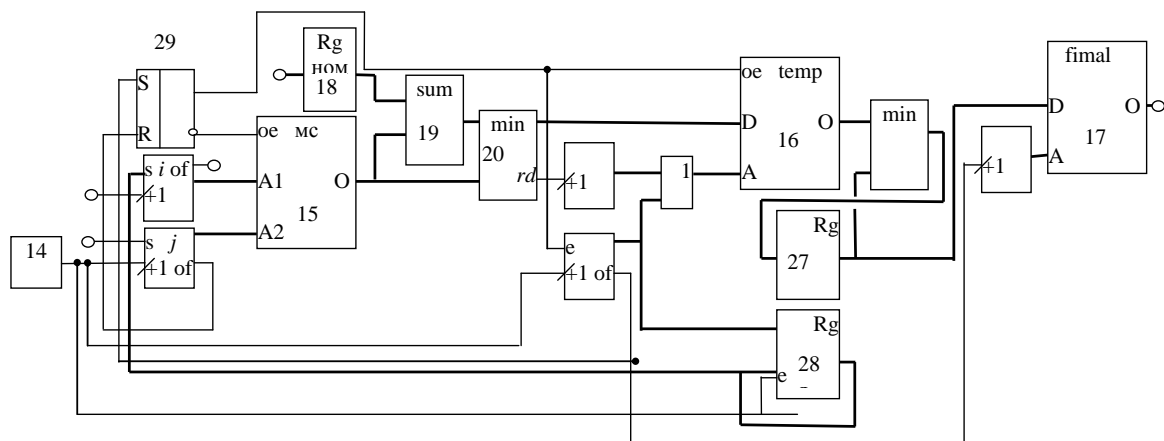 29
S
R
Rg
ном
18
sum
19
oe мс
A1
A2
O
15
s i of
+1
s j
+1 of
14
min
20
rd
+1
1
e
+1 of
oe temp
D
O
16
A
min
Rg
27
Rg
28
e
fimal
D
O
A
17
+1